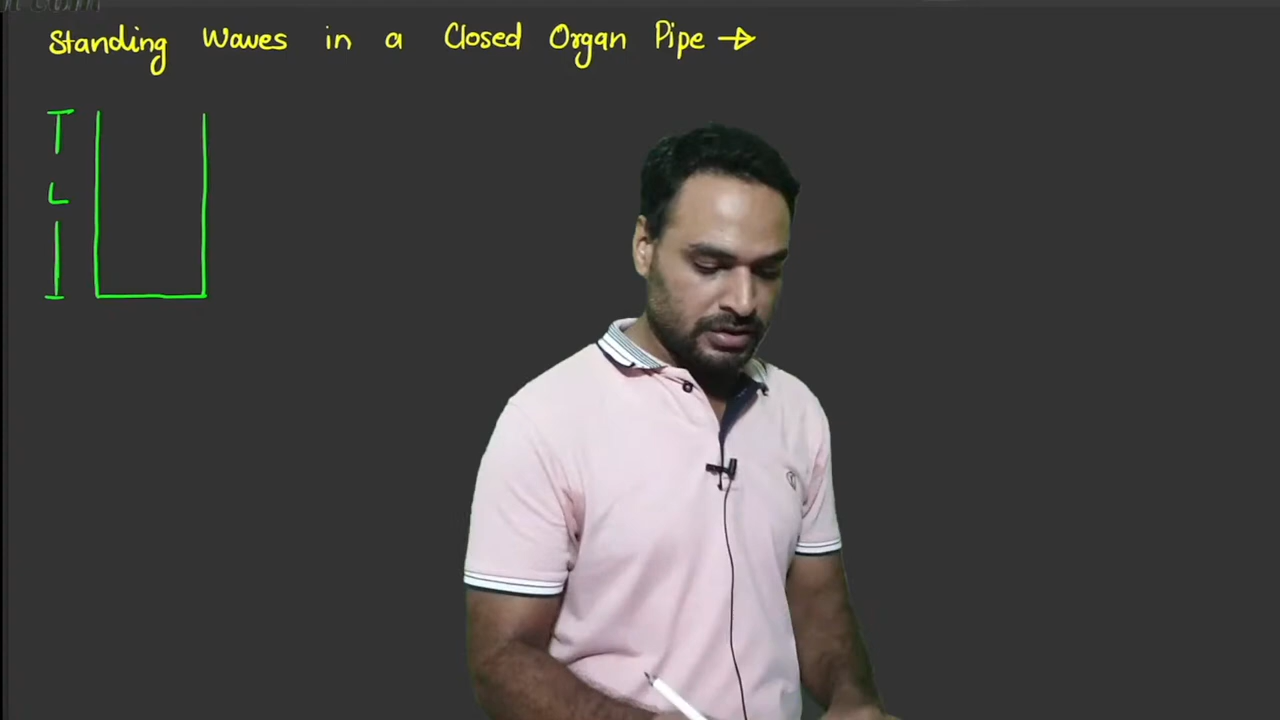 Standing Waves in a Closed Organ Pipe →
L